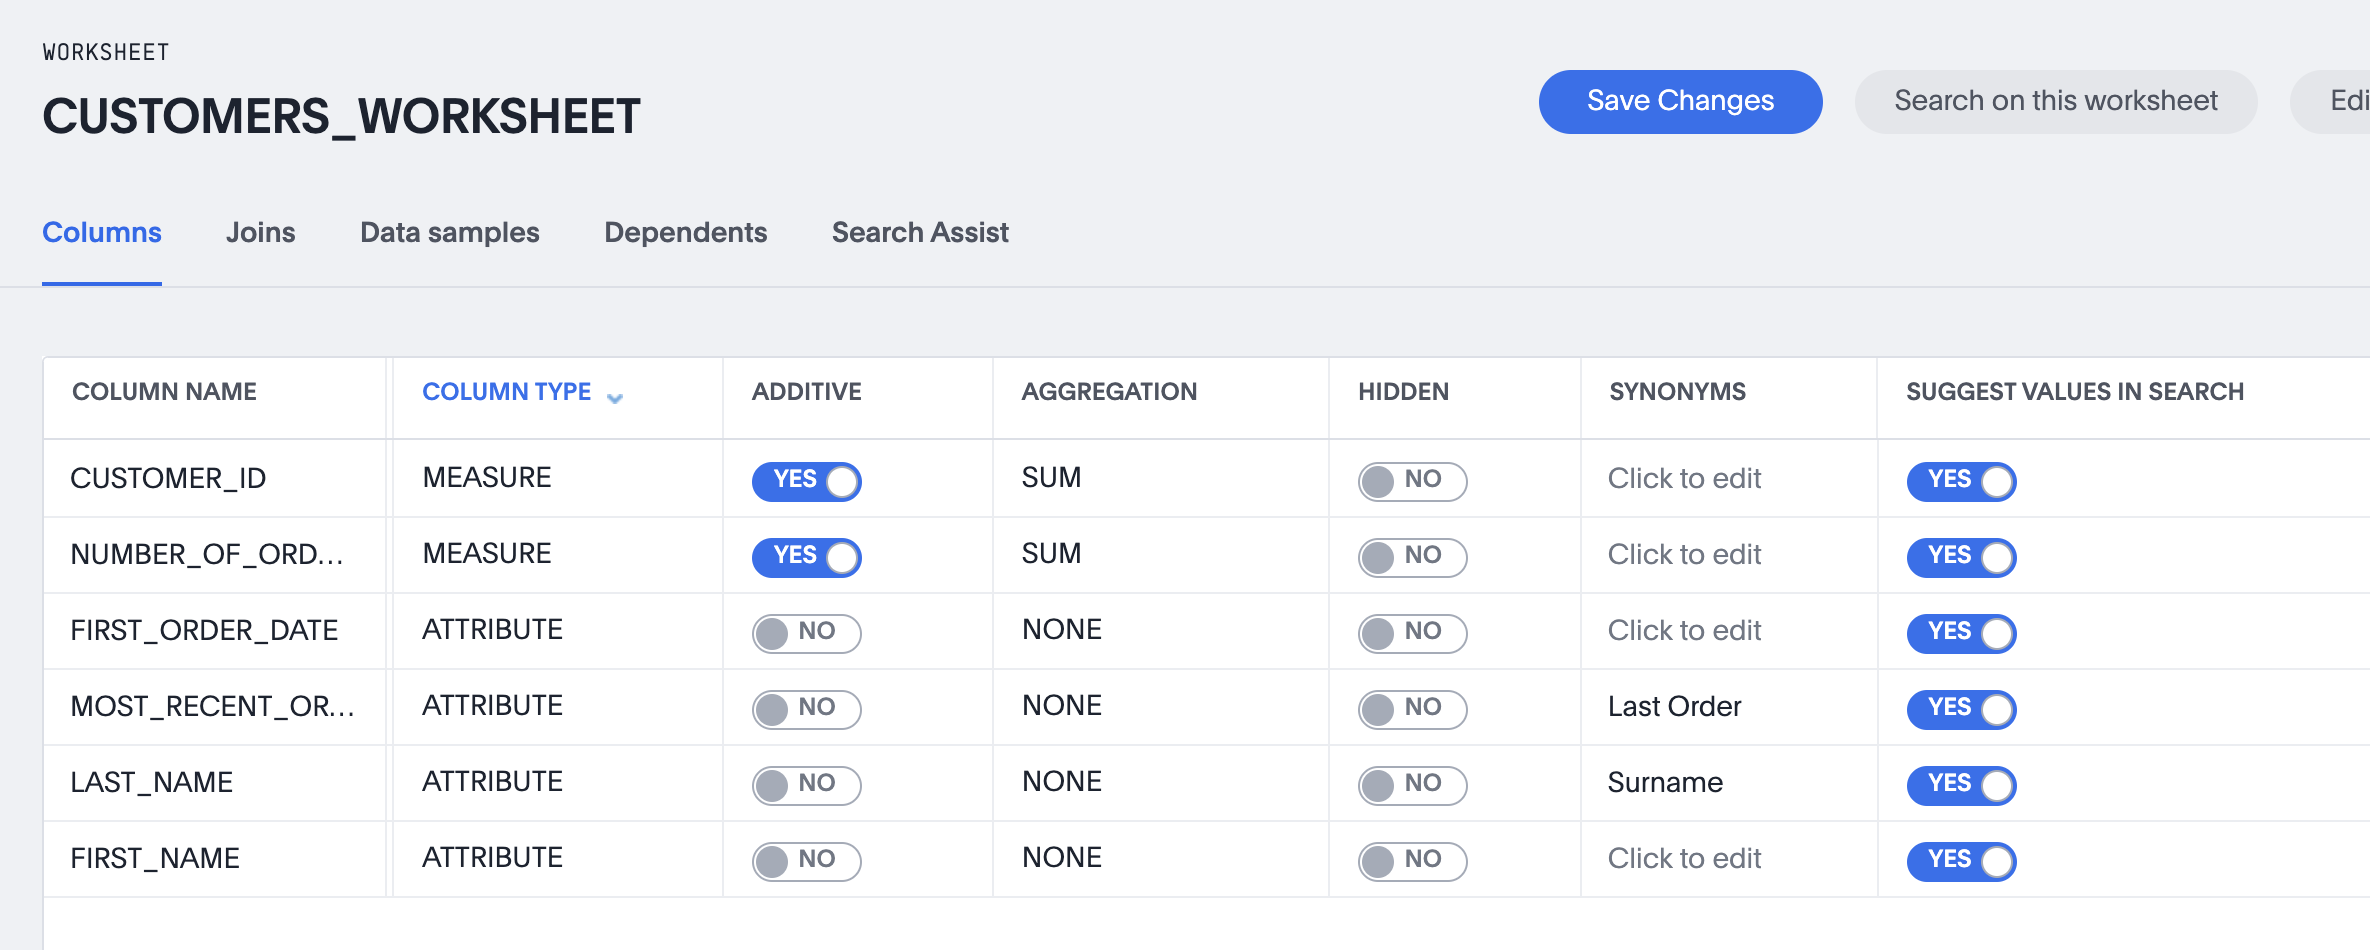 WORKSHEET
CUSTOMERS_WORKSHEET
Save Changes Search on this worksheet Edi
Columns Joins Data samples Dependents Search Assist
COLUMN NAME COLUMN TYPE ADDITIVE AGGREGATION HIDDEN SYNONYMS SUGGEST VALUES IN SEARCH
CUSTOMER_ID MEASURE YES SUM NO Click to edit YES
NUMBER_OF_ORD... MEASURE YES SUM NO Click to edit YES
FIRST_ORDER_DATE ATTRIBUTE NO NONE NO Click to edit YES
MOST_RECENT_OR... ATTRIBUTE NO NONE NO Last Order YES
LAST_NAME ATTRIBUTE NO NONE NO Surname YES
FIRST_NAME ATTRIBUTE NO NONE NO Click to edit YES